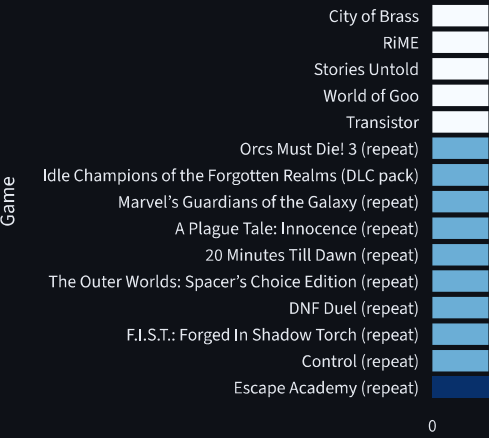 City of Brass
RiME
Stories Untold
World of Goo
Transistor
Orcs Must Die! 3 (repeat)
Idle Champions of the Forgotten Realms (DLC pack)
Marvel’s Guardians of the Galaxy (repeat)
A Plague Tale: Innocence (repeat)
20 Minutes Till Dawn (repeat)
The Outer Worlds: Spacer’s Choice Edition (repeat)
DNF Duel (repeat)
F.I.S.T.: Forged In Shadow Torch (repeat)
Control (repeat)
Escape Academy (repeat)
Game
0